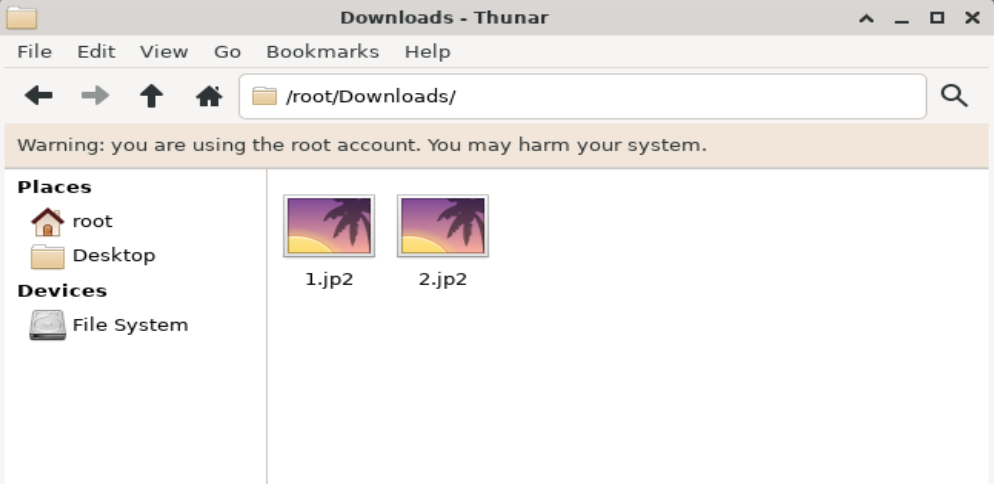 Downloads - Thunar
File Edit View Go Bookmarks Help
/root/Downloads/
Warning: you are using the root account. You may harm your system.
Places
root
Desktop
Devices
File System
1.jp2 2.jp2